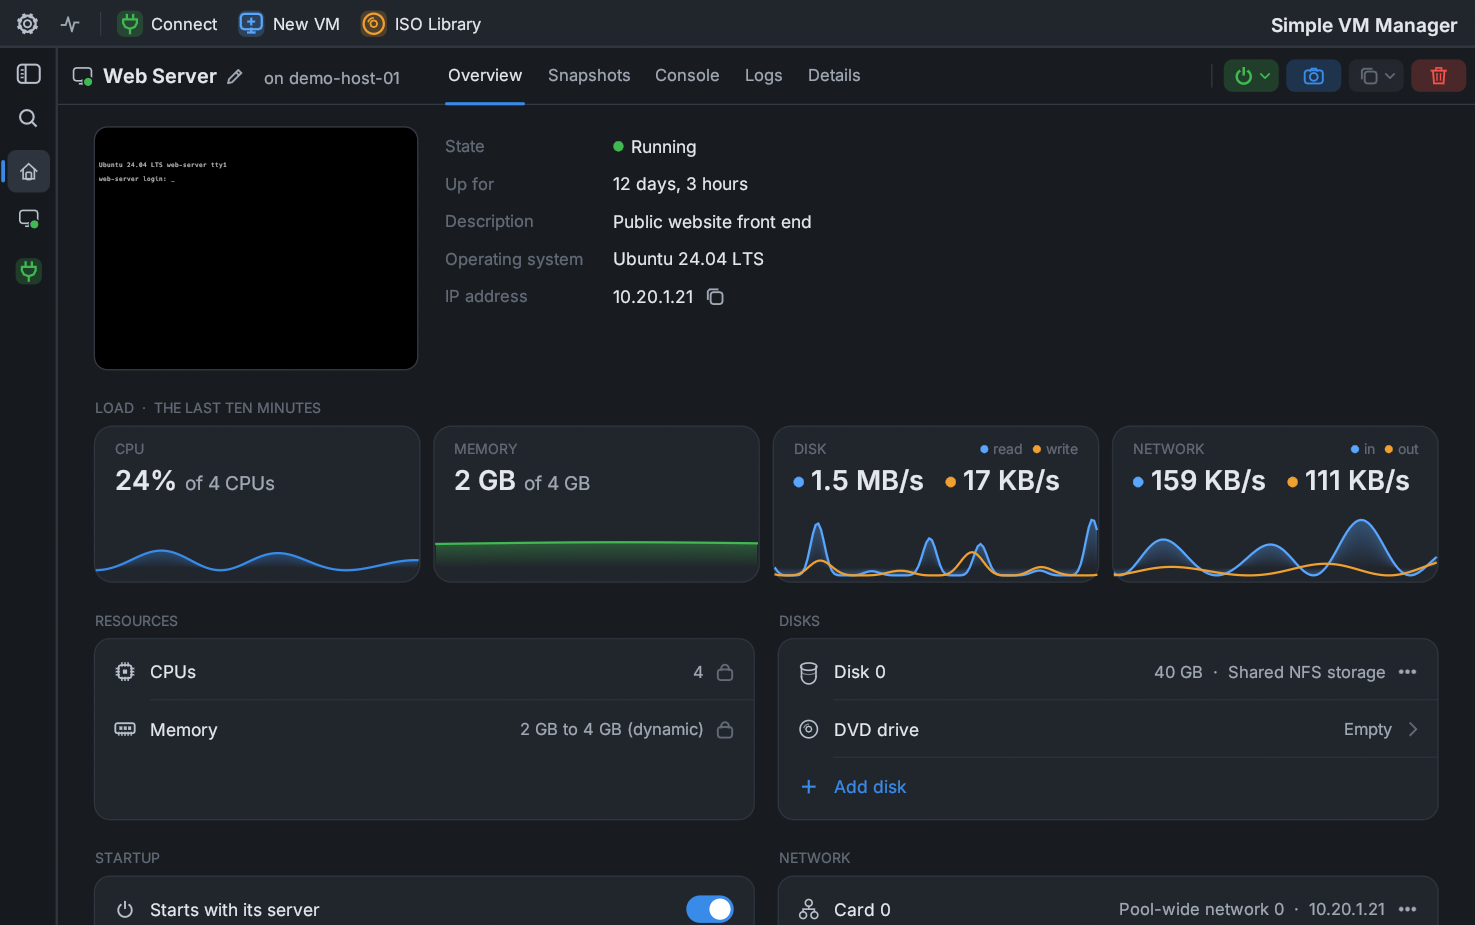 Connect New VM ISO Library Simple VM Manager
Web Server on demo-host-01 Overview Snapshots Console Logs Details
Ubuntu 24.04 LTS web-server tty1
web-server login: _
State Running
Up for 12 days, 3 hours
Description Public website front end
Operating system Ubuntu 24.04 LTS
IP address 10.20.1.21
LOAD · THE LAST TEN MINUTES
CPU
24% of 4 CPUs
MEMORY
2 GB of 4 GB
DISK read write
1.5 MB/s 17 KB/s
NETWORK in out
159 KB/s 111 KB/s
RESOURCES
CPUs 4
Memory 2 GB to 4 GB (dynamic)
DISKS
Disk 0 40 GB · Shared NFS storage
DVD drive Empty
Add disk
STARTUP
Starts with its server
NETWORK
Card 0 Pool-wide network 0 · 10.20.1.21